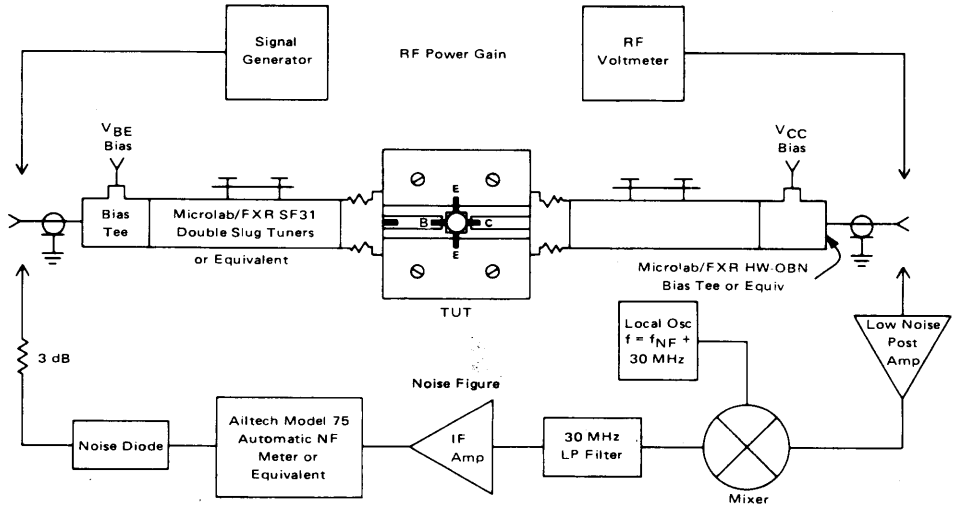 Signal
Generator
RF Power Gain
RF
Voltmeter
VBE
Bias
VCC
Bias
Bias
Tee
Microlab/FXR SF31
Double Slug Tuners
or Equivalent
E
B
C
E
TUT
Microlab/FXR HW-OBN
Bias Tee or Equiv
Local Osc
f = fNF +
30 MHz
Low Noise
Post
Amp
3 dB
Noise Figure
Noise Diode
Ailtech Model 75
Automatic NF
Meter or
Equivalent
IF
Amp
30 MHz
LP Filter
Mixer